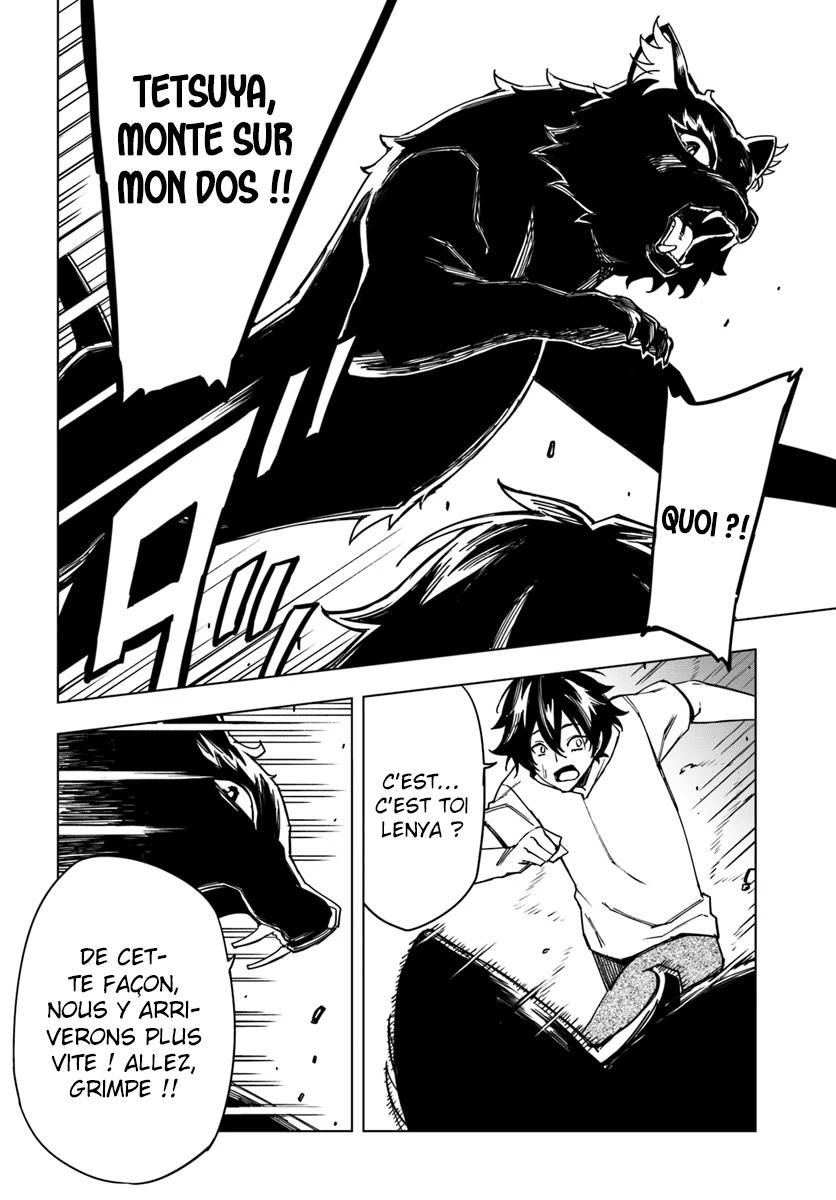 TETSUYA,
MONTE SUR
MON DOS !!
QUOI ?!
C'EST...
C'EST TOI
LENYA ?
DE CET-
TE FAÇON,
NOUS Y ARRI-
VERONS PLUS
VITE ! ALLEZ,
GRIMPE !!